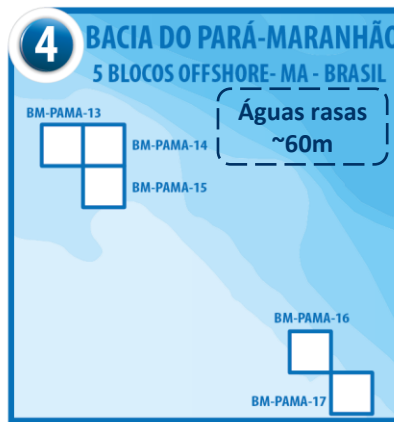 4
BACIA DO PARÁ-MARANHÃO
5 BLOCOS OFFSHORE- MA - BRASIL
Águas rasas
~60m
BM-PAMA-13
BM-PAMA-14
BM-PAMA-15
BM-PAMA-16
BM-PAMA-17